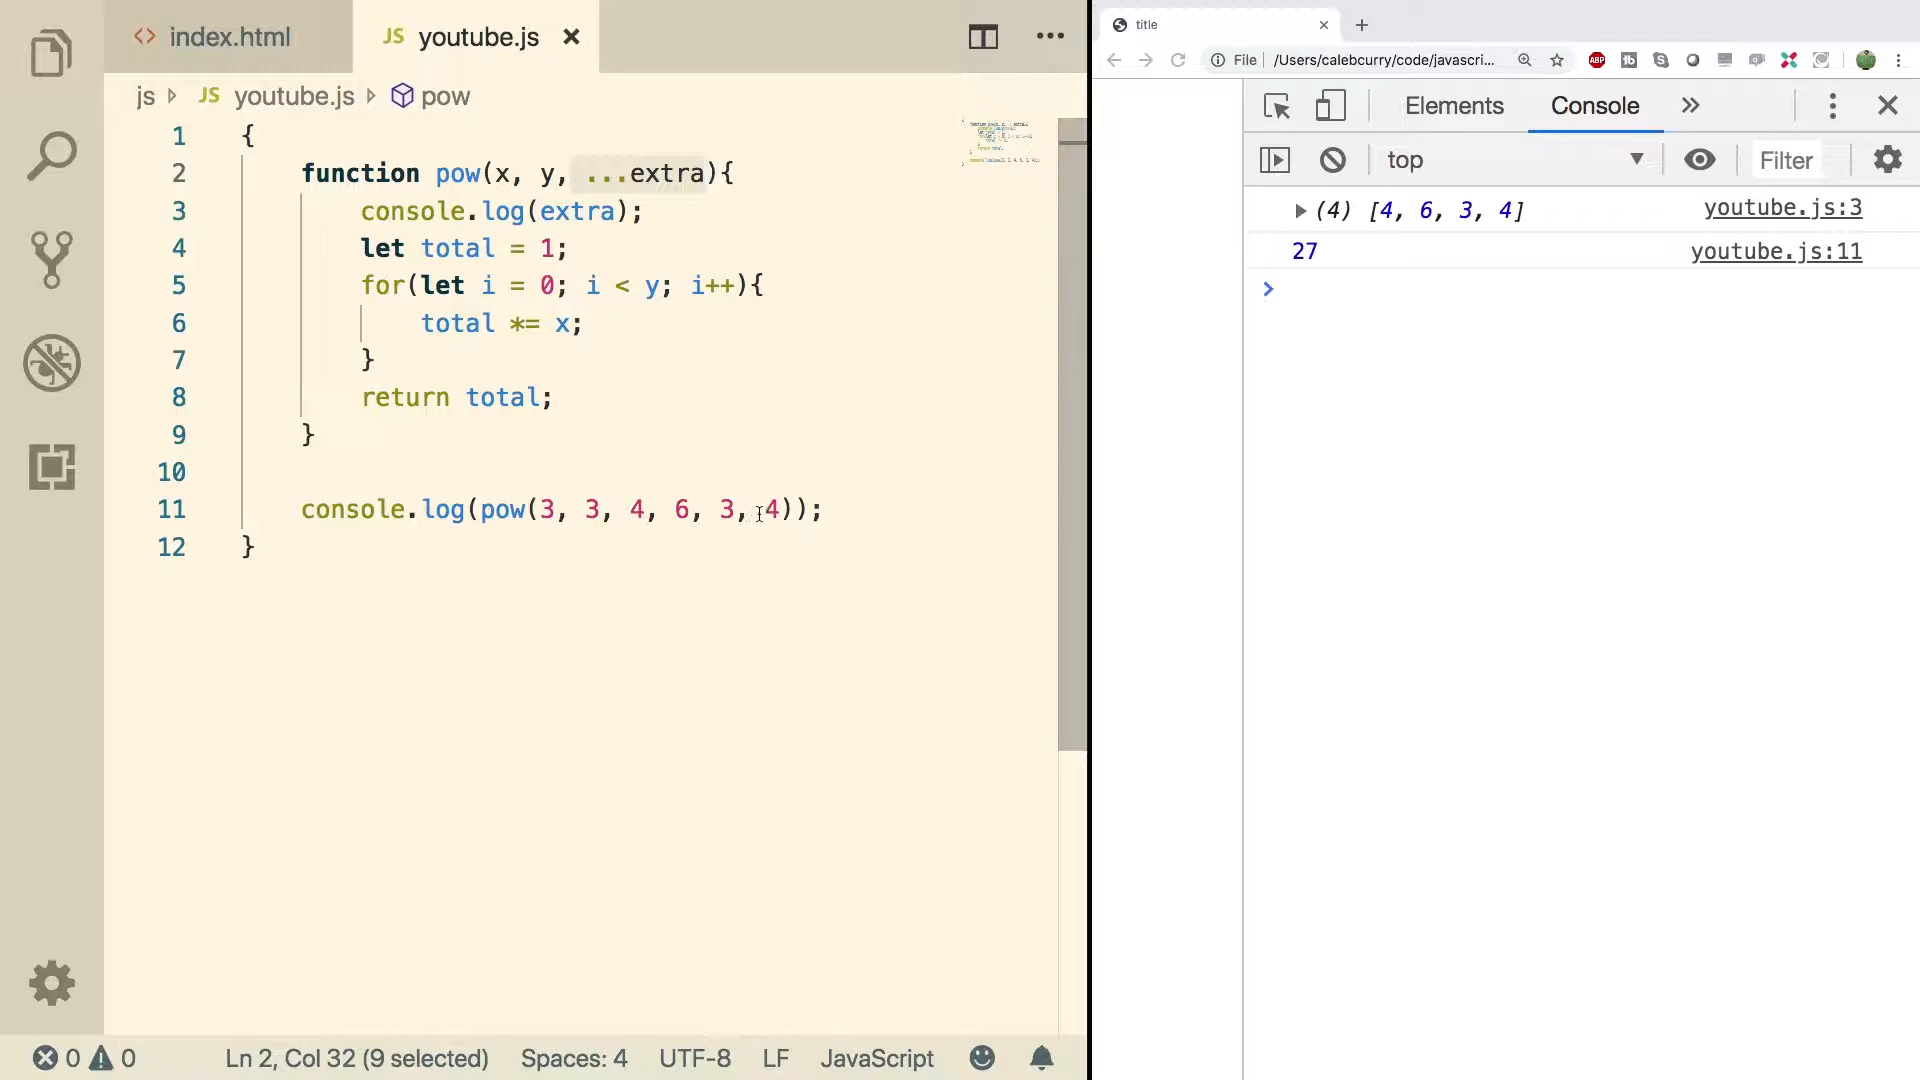 index.html
JS youtube.js
js JS youtube.js pow
1 {
2 function pow(x, y, ...extra){
3 console.log(extra);
4 let total = 1;
5 for(let i = 0; i < y; i++){
6 total *= x;
7 }
8 return total;
9 }
10
11 console.log(pow(3, 3, 4, 6, 3, 4));
12 }
0 0 Ln 2, Col 32 (9 selected) Spaces: 4 UTF-8 LF JavaScript
title
File /Users/calebcurry/code/javascri...
ABP
Elements Console
top Filter
(4) [4, 6, 3, 4] youtube.js:3
27 youtube.js:11